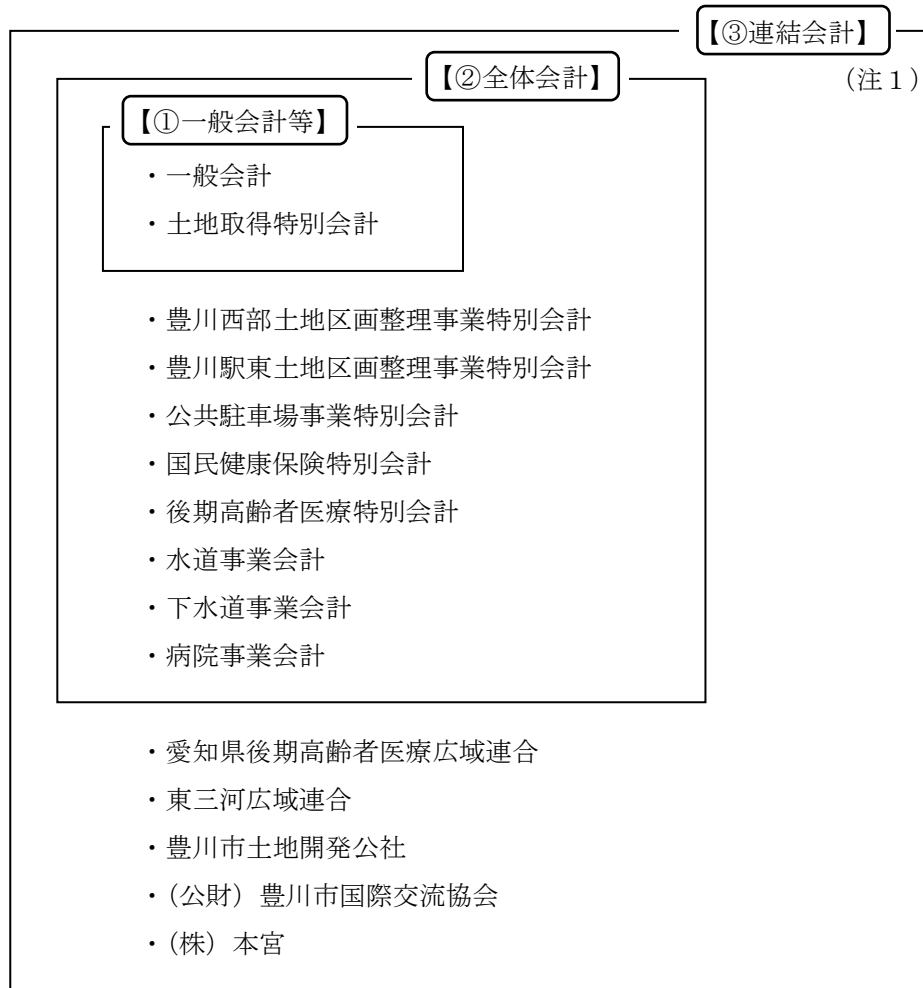 【③連結会計】
(注１)
【②全体会計】
【①一般会計等】
・一般会計
・土地取得特別会計
・豊川西部土地区画整理事業特別会計
・豊川駅東土地区画整理事業特別会計
・公共駐車場事業特別会計
・国民健康保険特別会計
・後期高齢者医療特別会計
・水道事業会計
・下水道事業会計
・病院事業会計
・愛知県後期高齢者医療広域連合
・東三河広域連合
・豊川市土地開発公社
・（公財）豊川市国際交流協会
・（株）本宮